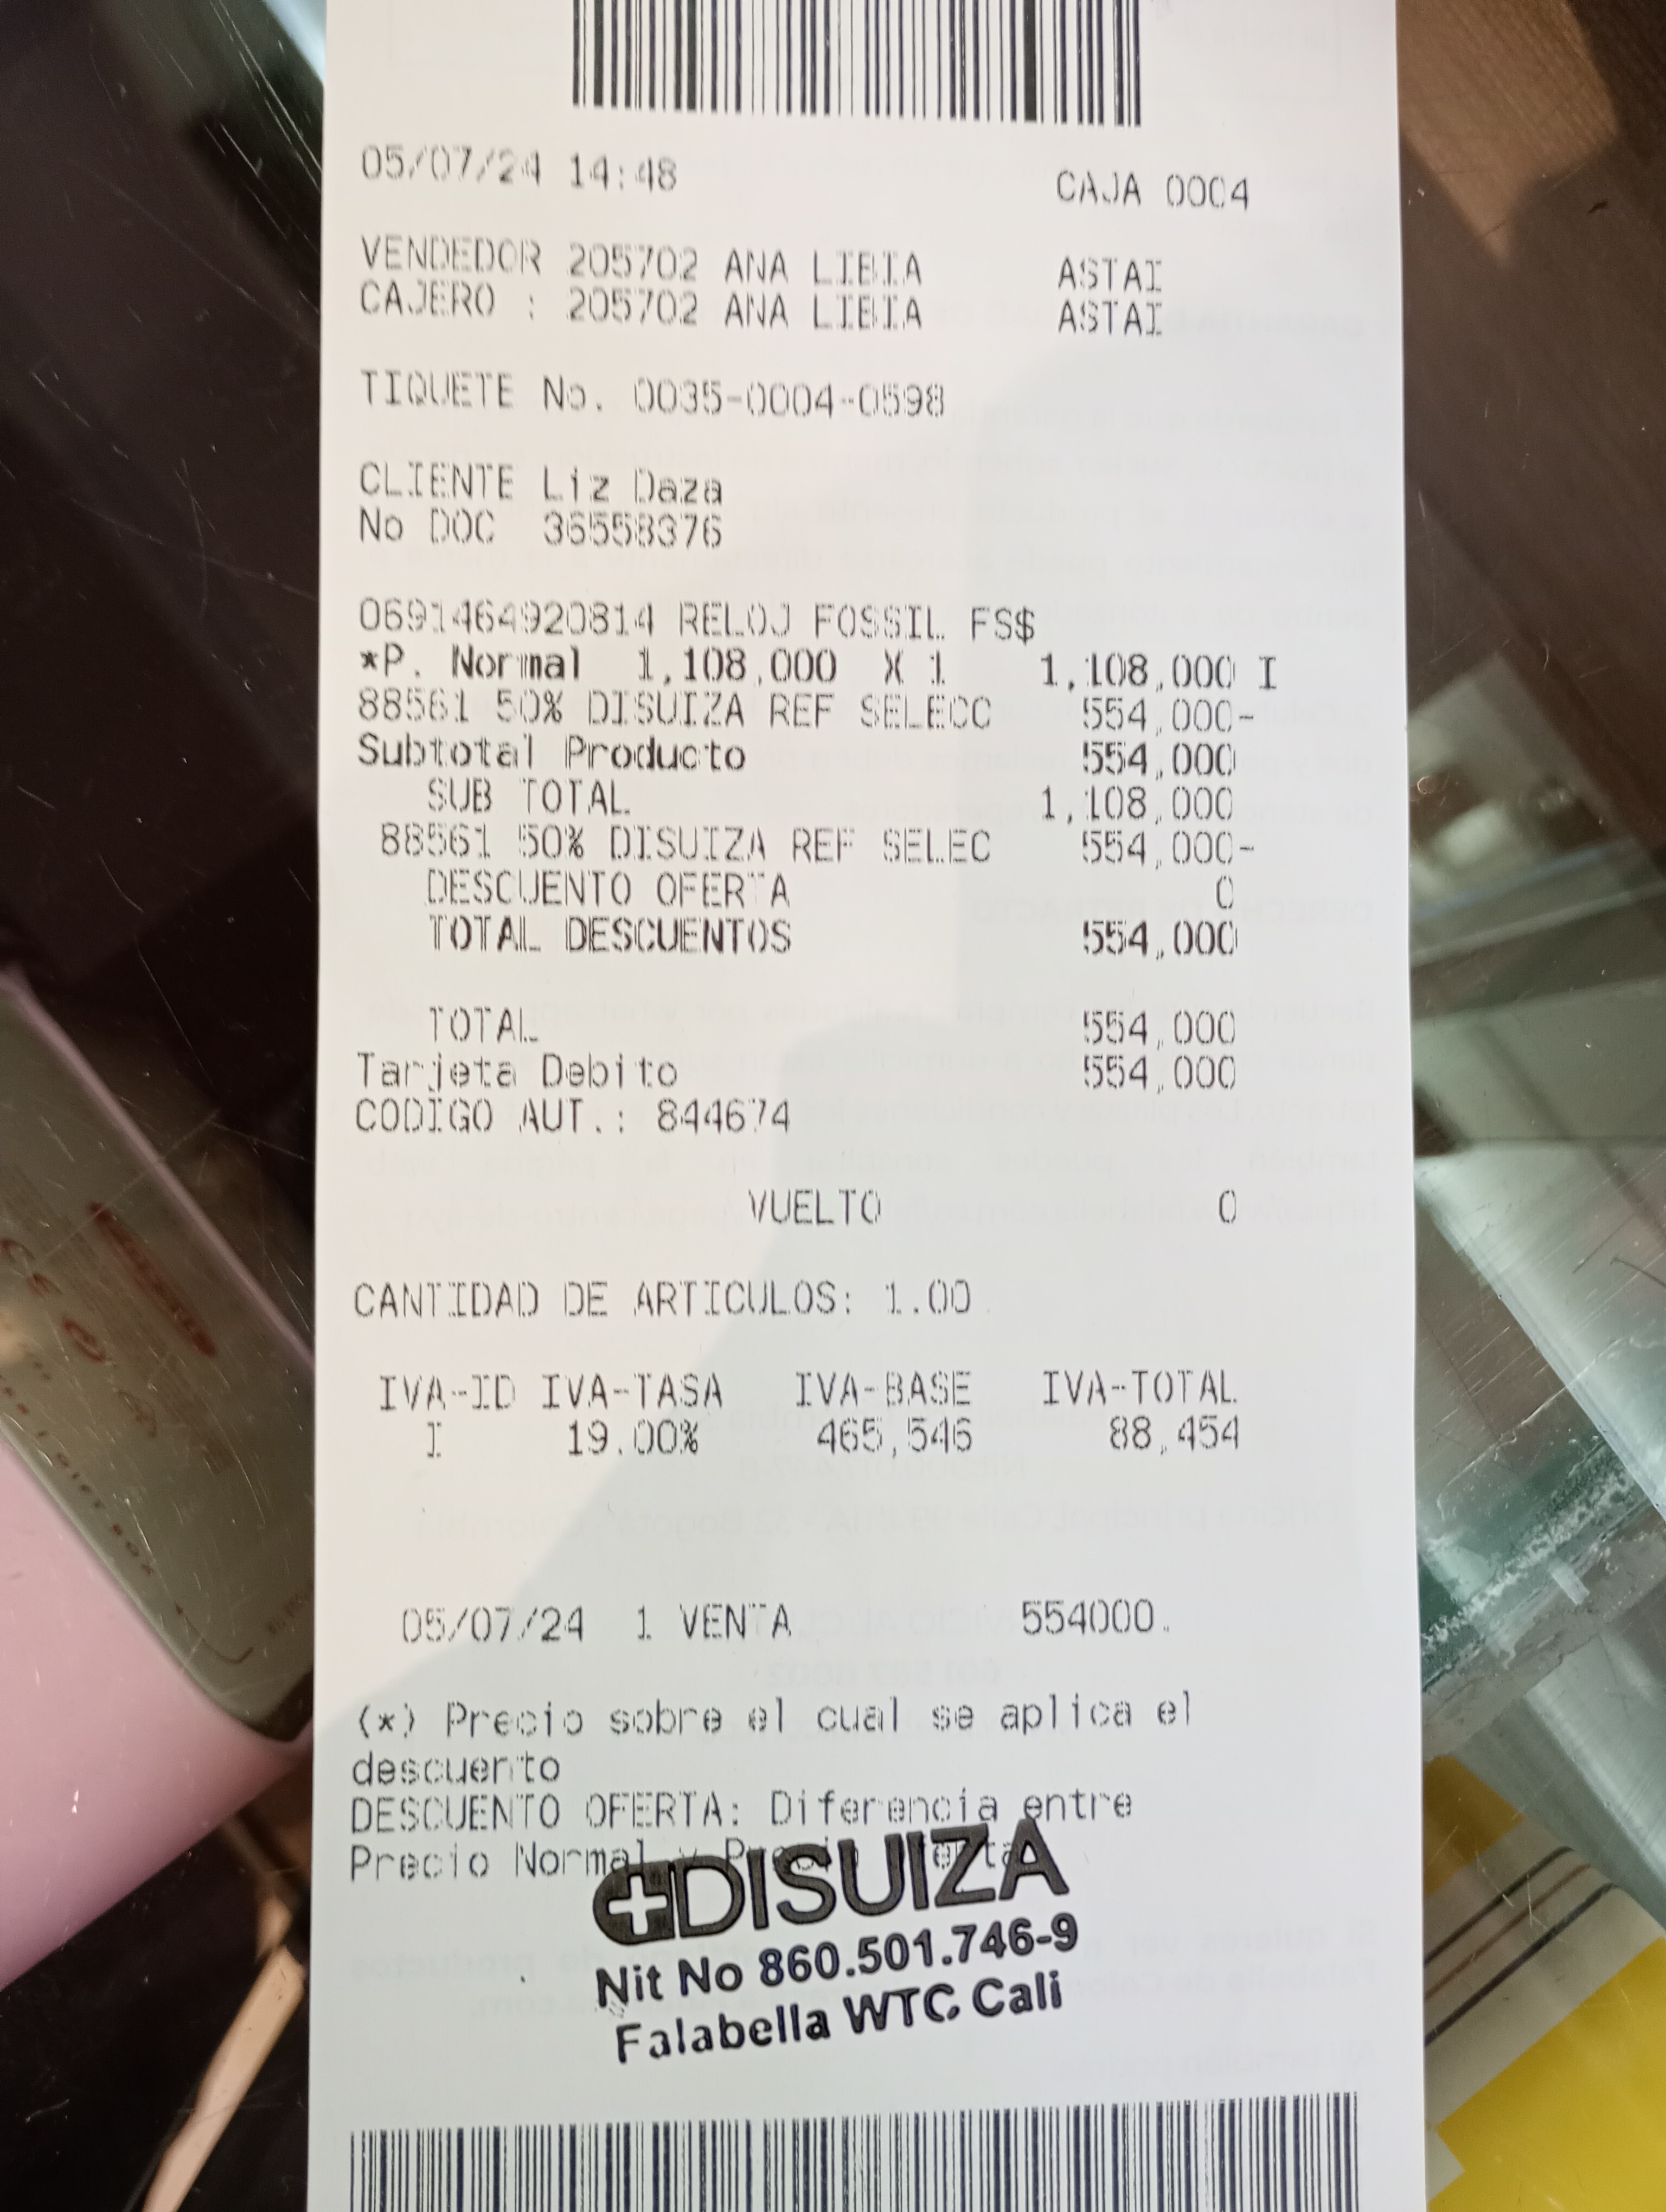 05/07/24 14:48 CAJA 0004
VENDEDOR 205702 ANA LIBIA ASTAI
CAJERO : 205702 ANA LIBIA ASTAI
TIQUETE No. 0035-0004-0598
CLIENTE Liz Daza
No DOC 36558376
0691464920814 RELOJ FOSSIL FS$
*P. Normal 1,108,000 X 1 1,108,000 I
88561 50% DISUIZA REF SELECC 554,000-
Subtotal Producto 554,000
SUB TOTAL 1,108,000
88561 50% DISUIZA REF SELEC 554,000-
DESCUENTO OFERTA 0
TOTAL DESCUENTOS 554,000
TOTAL 554,000
Tarjeta Debito 554,000
CODIGO AUT.: 844674
VUELTO 0
CANTIDAD DE ARTICULOS: 1.00
IVA-ID IVA-TASA IVA-BASE IVA-TOTAL
I 19.00% 465,546 88,454
05/07/24 1 VENTA 554000.
(*) Precio sobre el cual se aplica el
descuento
DESCUENTO OFERTA: Diferencia entre
Precio Normal y Precio Oferta
DISUIZA
Nit No 860.501.746-9
Falabella WTC Cali